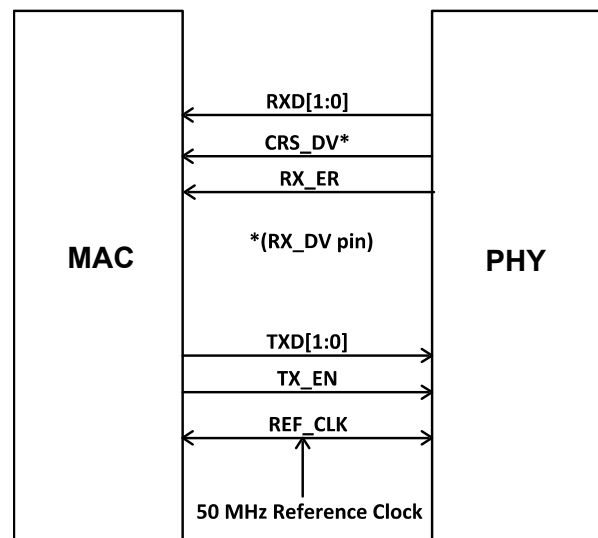 RXD[1:0]
CRS_DV*
RX_ER
*(RX_DV pin)
MAC
PHY
TXD[1:0]
TX_EN
REF_CLK
50 MHz Reference Clock